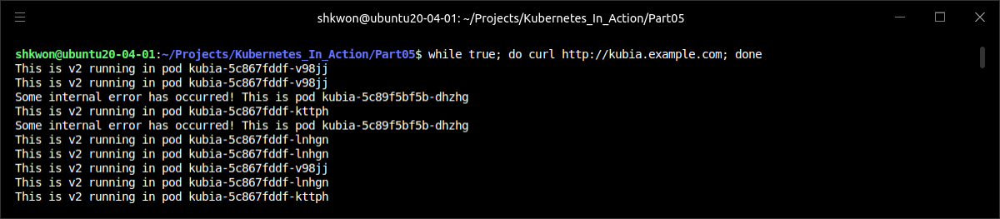 shkwon@ubuntu20-04-01: ~/Projects/Kubernetes_In_Action/Part05
shkwon@ubuntu20-04-01:~/Projects/Kubernetes_In_Action/Part05$ while true; do curl http://kubia.example.com; done
This is v2 running in pod kubia-5c867fddf-v98jj
This is v2 running in pod kubia-5c867fddf-v98jj
Some internal error has occurred! This is pod kubia-5c89f5bf5b-dhzhg
This is v2 running in pod kubia-5c867fddf-kttph
Some internal error has occurred! This is pod kubia-5c89f5bf5b-dhzhg
This is v2 running in pod kubia-5c867fddf-lnhgn
This is v2 running in pod kubia-5c867fddf-lnhgn
This is v2 running in pod kubia-5c867fddf-v98jj
This is v2 running in pod kubia-5c867fddf-lnhgn
This is v2 running in pod kubia-5c867fddf-kttph